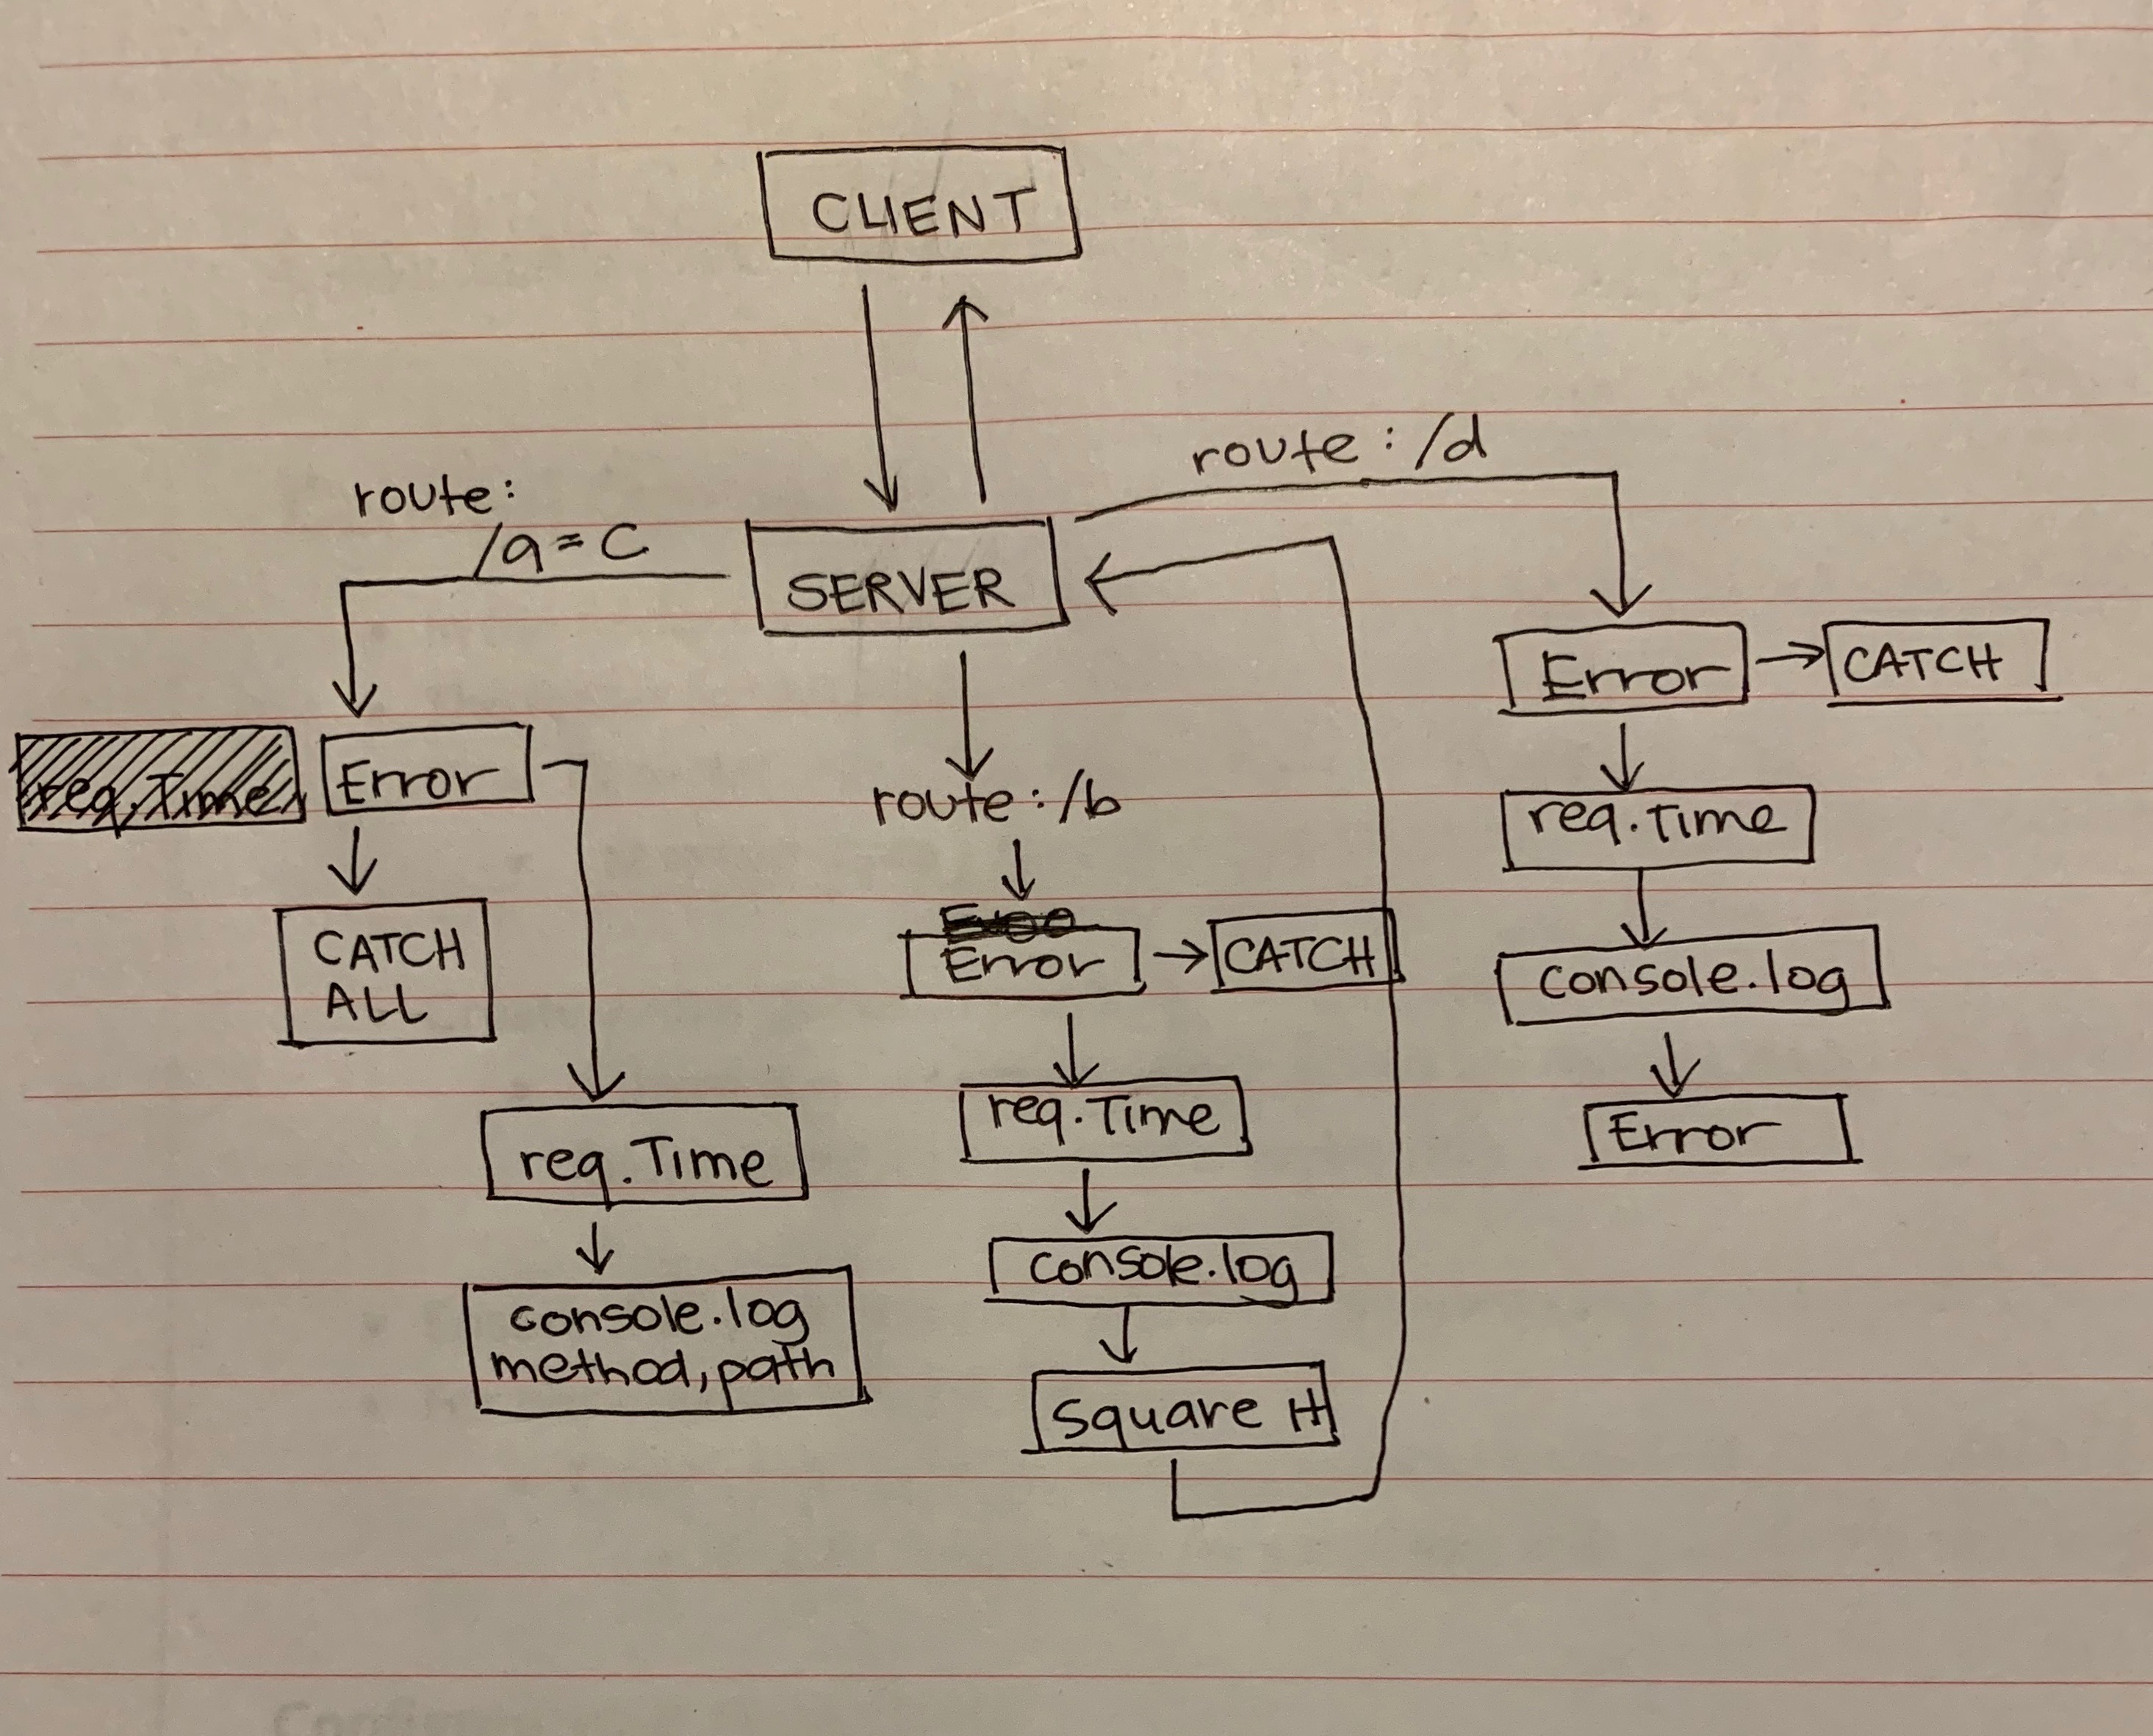 CLIENT
route: /d
route:
/a = C
SERVER
Error
CATCH
req.Time
Error
req.Time
route: /b
CATCH
ALL
Error
CATCH
console.log
req.Time
req.Time
Error
console.log
console.log
method, path
Square #